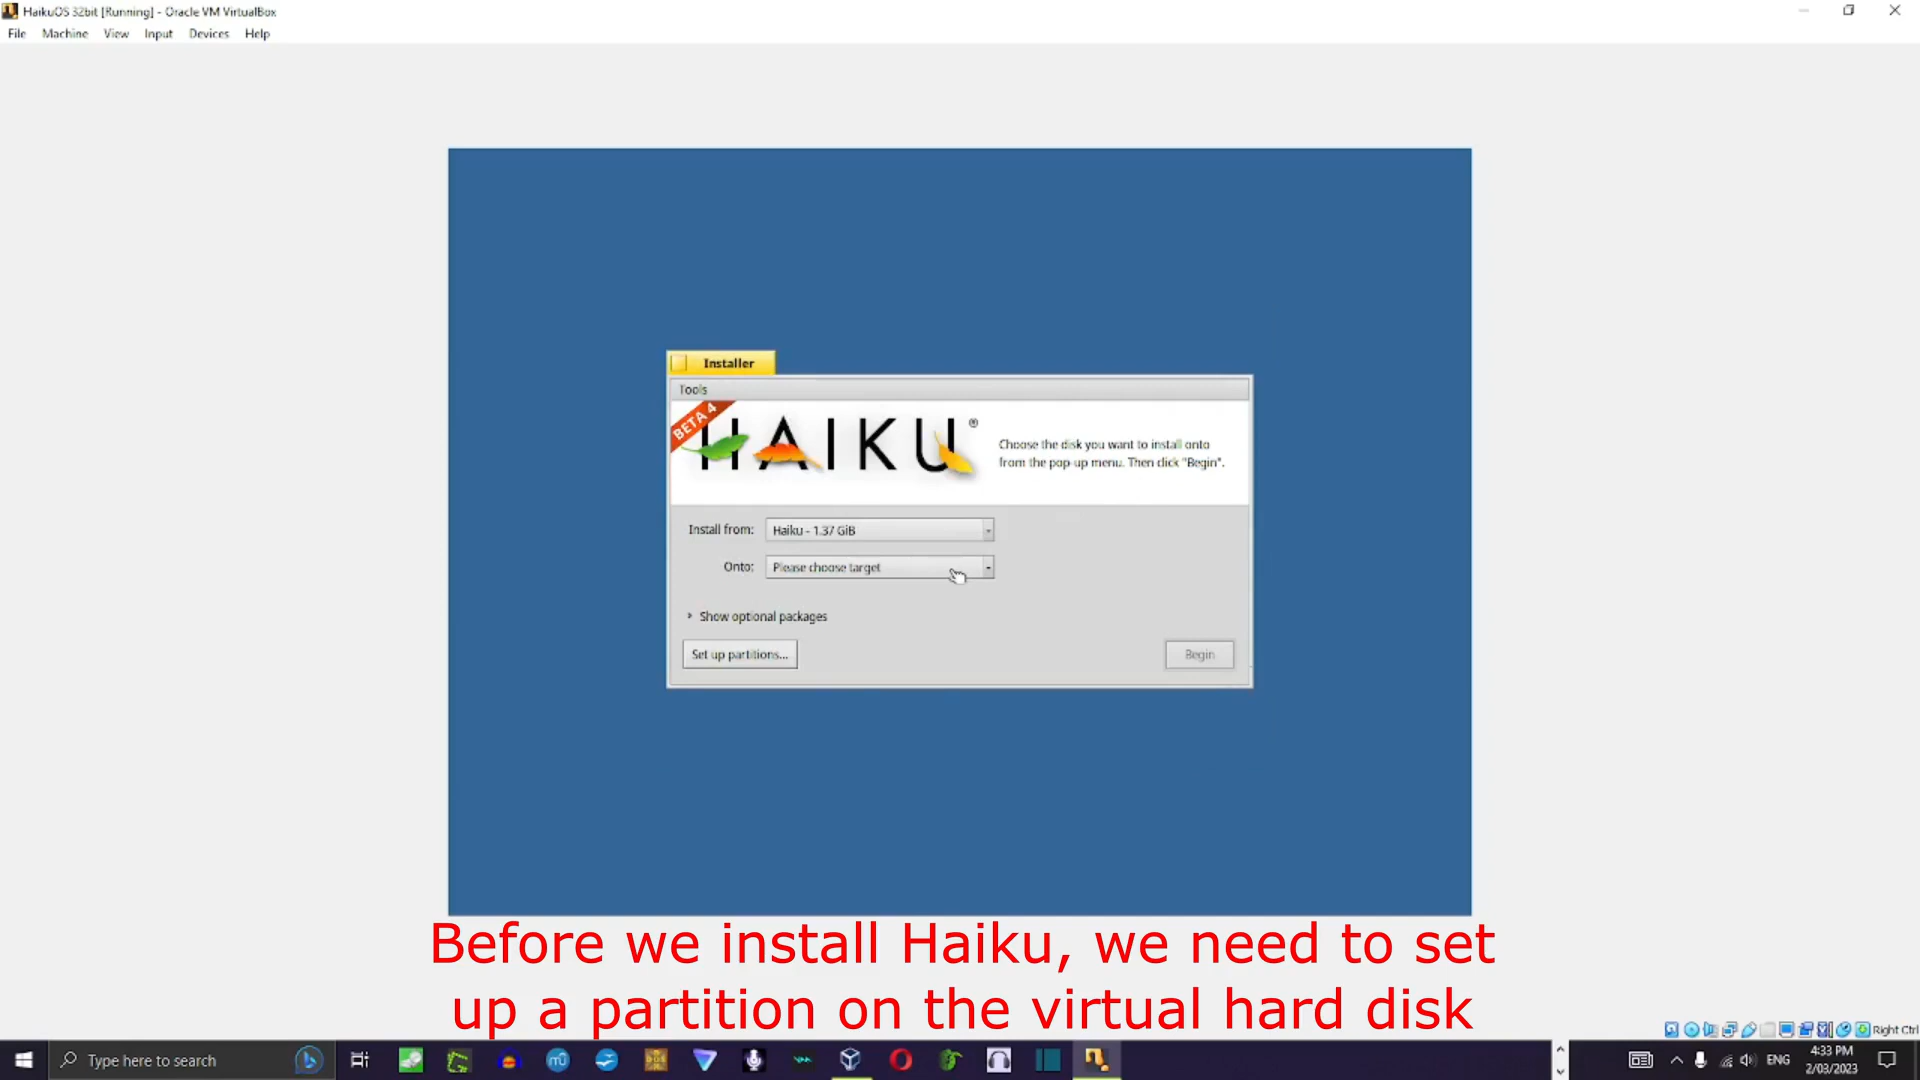 HaikuOS 32bit [Running] - Oracle VM VirtualBox
File Machine View Input Devices Help
Installer
Tools
BETA 4
HAIKU®
Choose the disk you want to install onto
from the pop-up menu. Then click "Begin".
Install from: Haiku - 1.37 GiB
Onto: Please choose target
Show optional packages
Set up partitions...
Begin
Before we install Haiku, we need to set
up a partition on the virtual hard disk
Right Ctrl
Type here to search
ENG
4:33 PM
2/03/2023